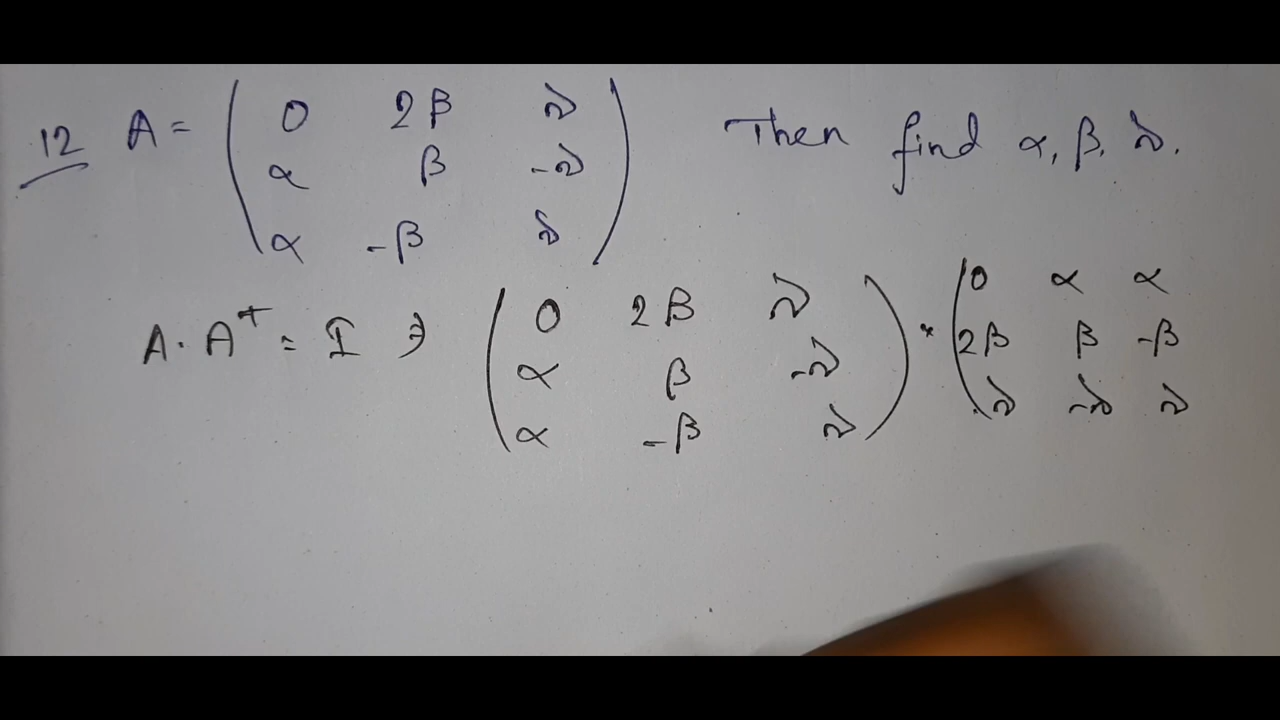 12 A = ( 0 2β γ ) Then find α, β, γ.
α β -γ
α -β γ
A. A^T = I ⇒ ( 0 2β γ ) * ( 0 α α
α β -γ 2β β -β
α -β γ γ -γ γ